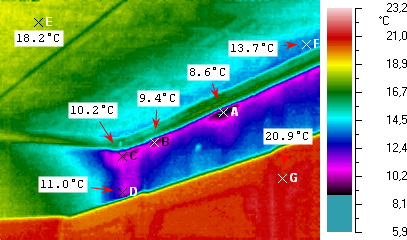 E
18.2°C
13.7°C
F
8.6°C
9.4°C
10.2°C
A
B
C
20.9°C
11.0°C
D
G
23,2
°C
21,0
18,9
16,7
14,5
12,4
10,2
8,1
5,9